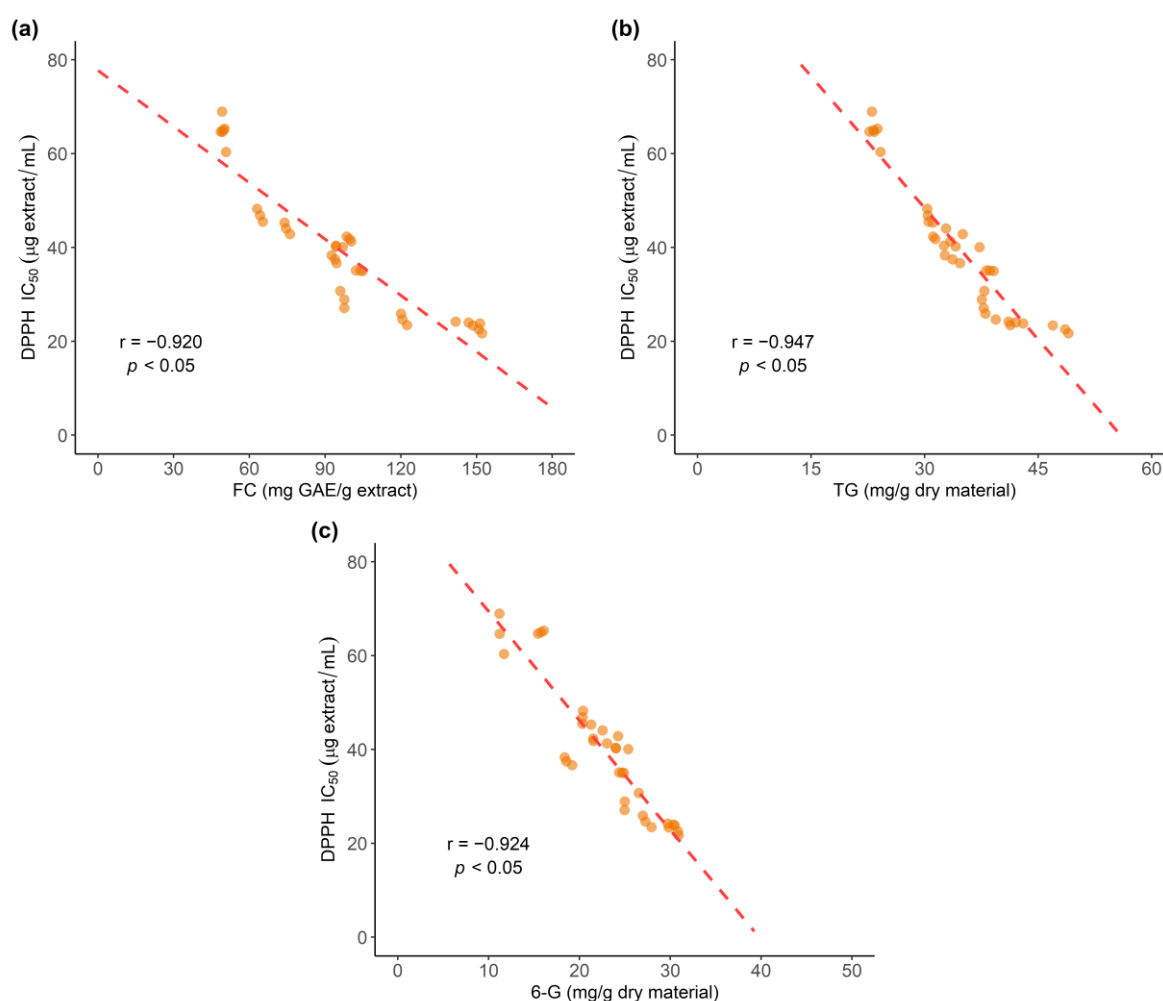 (a)
DPPH IC₅₀ (µg extract/mL)
80
60
40
20
0
r = −0.920
p < 0.05
0 30 60 90 120 150 180
FC (mg GAE/g extract)
(b)
DPPH IC₅₀ (µg extract/mL)
80
60
40
20
0
r = −0.947
p < 0.05
0 15 30 45 60
TG (mg/g dry material)
(c)
DPPH IC₅₀ (µg extract/mL)
80
60
40
20
0
r = −0.924
p < 0.05
0 10 20 30 40 50
6-G (mg/g dry material)